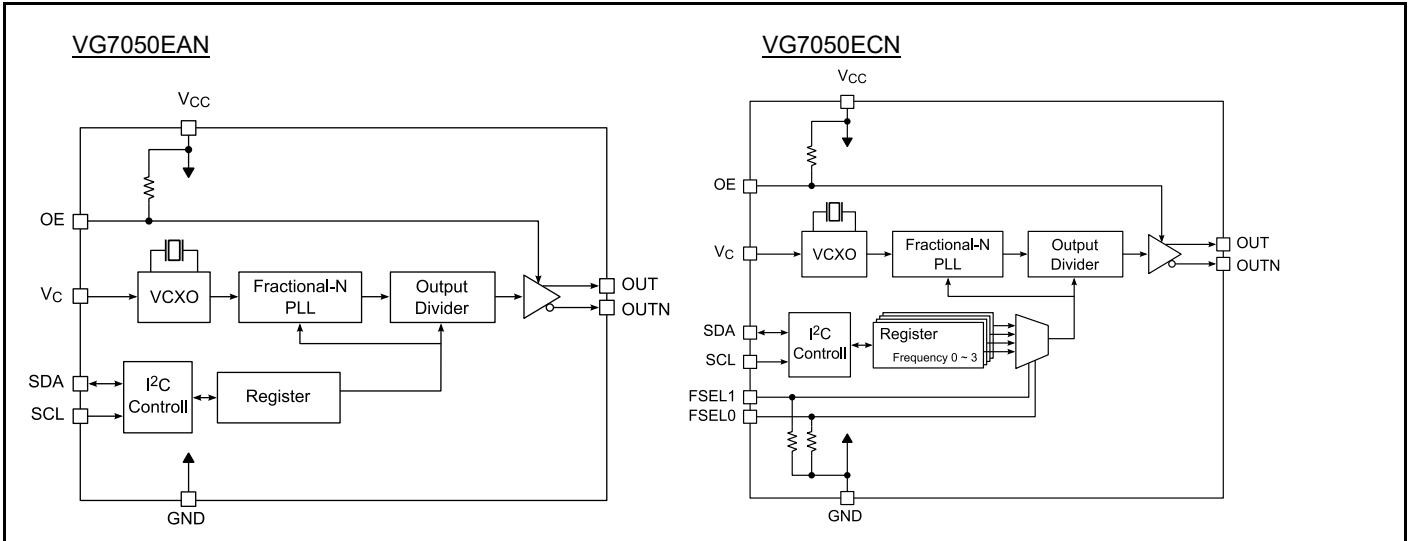 VG7050EAN
VCC
OE
VC
VCXO
Fractional-N
PLL
Output
Divider
OUT
OUTN
SDA
SCL
I2C
Controll
Register
GND
VG7050ECN
VCC
OE
VC
VCXO
Fractional-N
PLL
Output
Divider
OUT
OUTN
SDA
SCL
I2C
Controll
Register
Frequency 0 ~ 3
FSEL1
FSEL0
GND